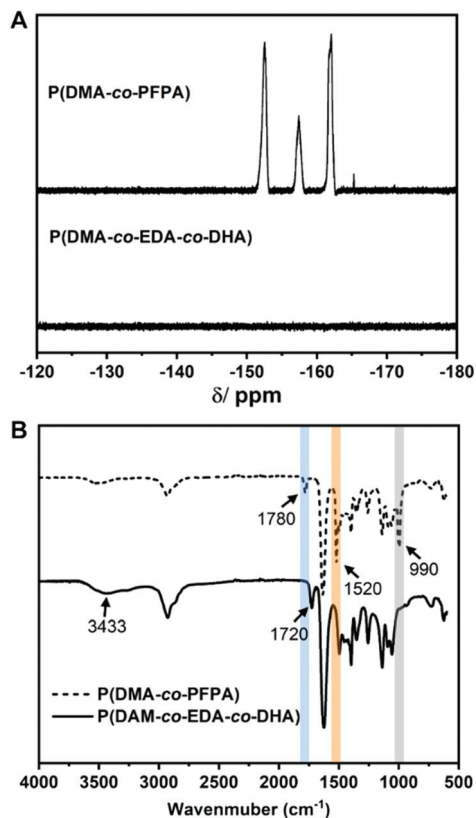 A
P(DMA-co-PFPA)
P(DMA-co-EDA-co-DHA)
-120 -130 -140 -150 -160 -170 -180
δ/ ppm
B
1780
1520
990
3433
1720
P(DMA-co-PFPA)
P(DAM-co-EDA-co-DHA)
4000 3500 3000 2500 2000 1500 1000 500
Wavenmuber (cm⁻¹)